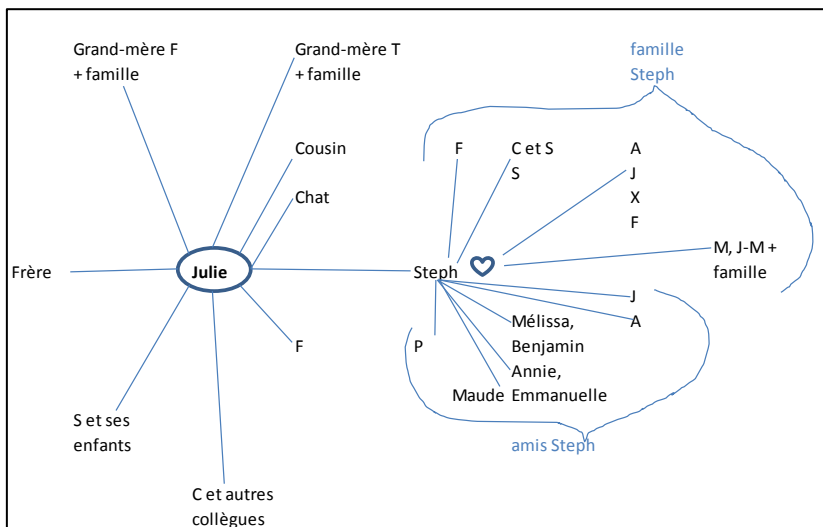 Grand-mère F
+ famille
Grand-mère T
+ famille
famille
Steph
Cousin
Chat
F
C et S
S
A
J
X
F
Frère
Julie
Steph
M, J-M +
famille
J
A
F
P
Mélissa,
Benjamin
Annie,
Maude
Emmanuelle
S et ses
enfants
amis Steph
C et autres
collègues